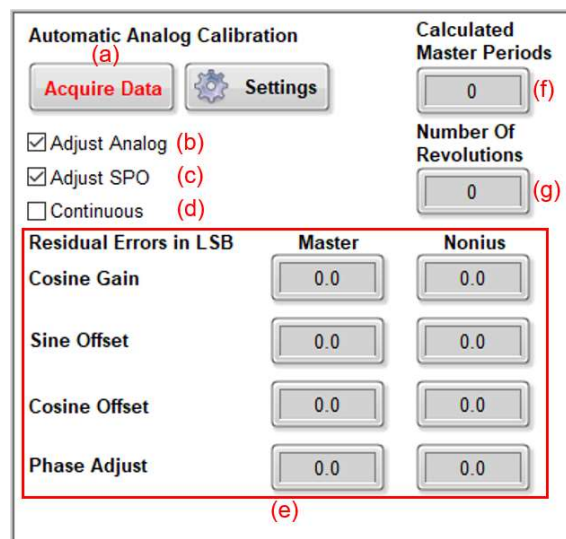 Automatic Analog Calibration
(a)
Acquire Data
Settings
Calculated
Master Periods
0
(f)
Adjust Analog (b)
Adjust SPO (c)
Continuous (d)
Number Of
Revolutions
0
(g)
Residual Errors in LSB Master Nonius
Cosine Gain 0.0 0.0
Sine Offset 0.0 0.0
Cosine Offset 0.0 0.0
Phase Adjust 0.0 0.0
(e)